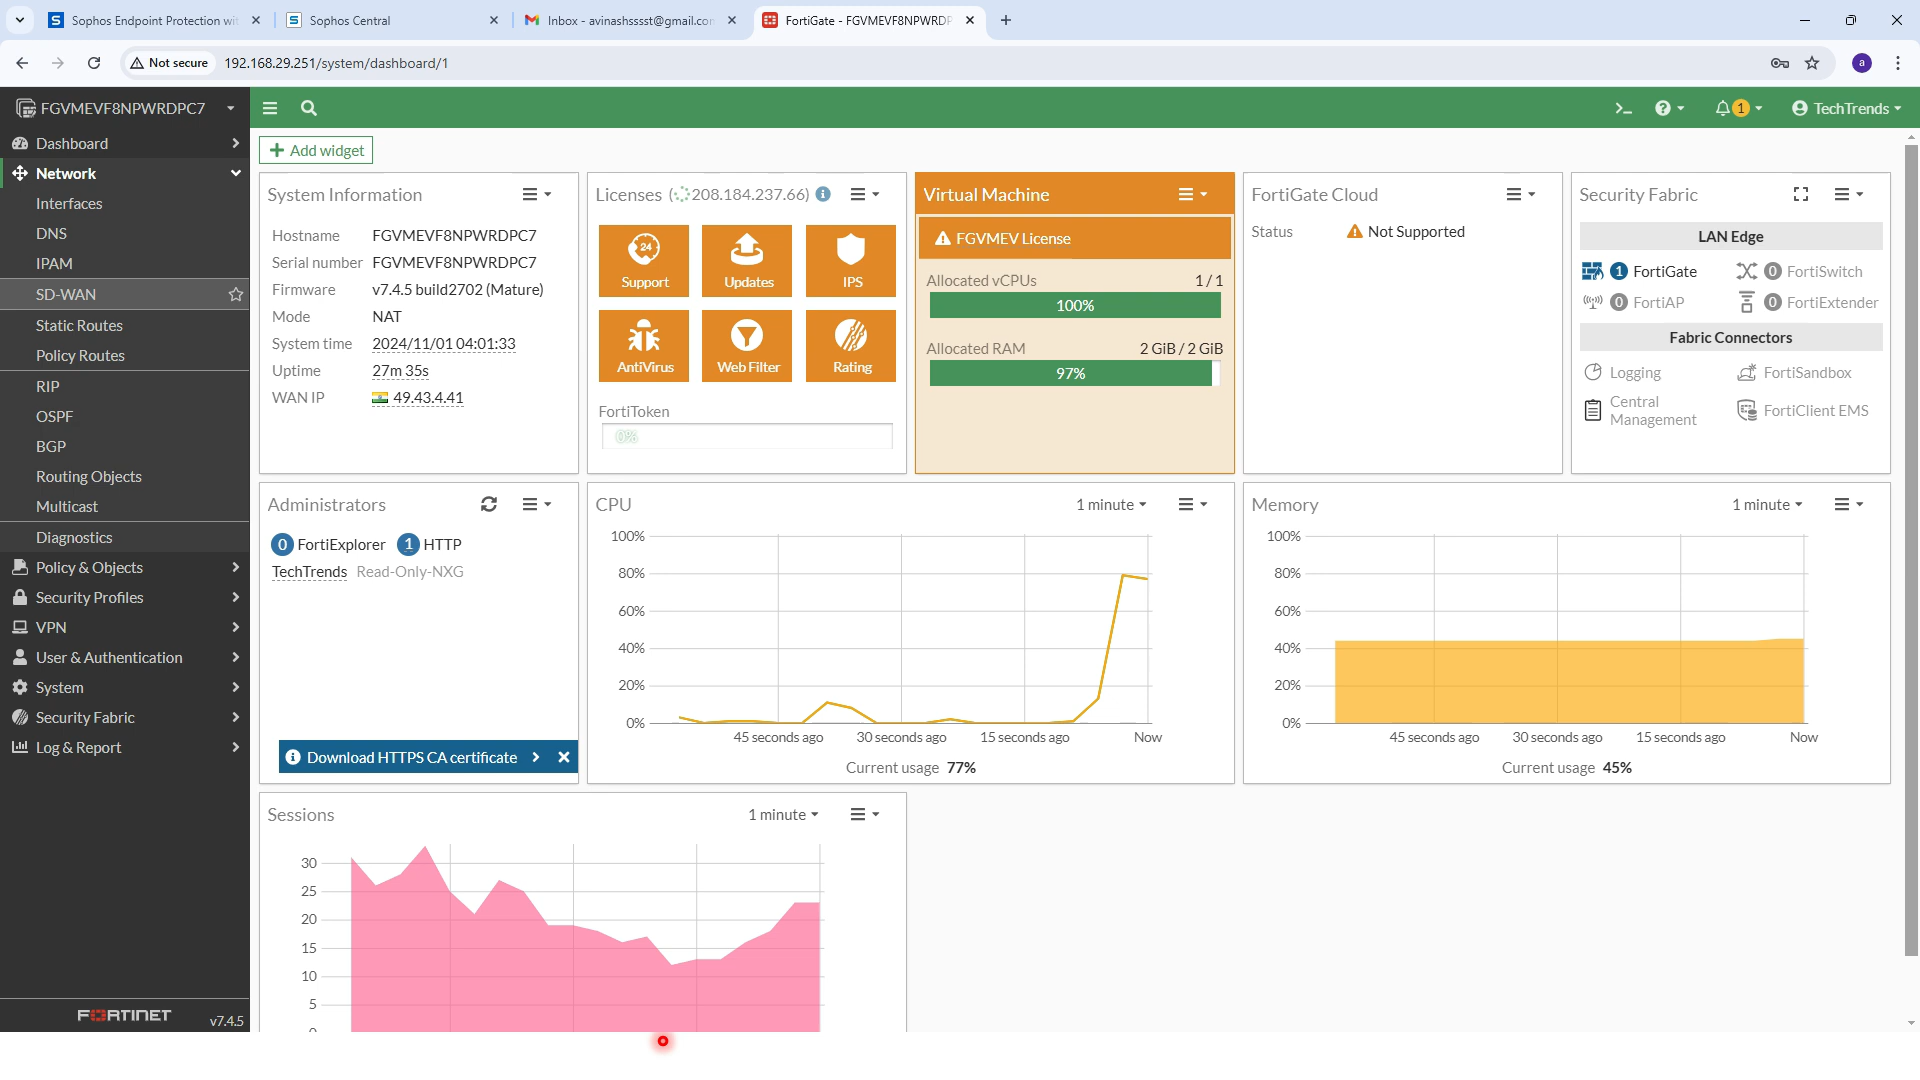 Sophos Endpoint Protection wit
Sophos Central
Inbox - avinashsssst@gmail.con
FortiGate - FGVMEVF8NPWRDP
Not secure
192.168.29.251/system/dashboard/1
a
FGVMEVF8NPWRDPC7
1
TechTrends
Dashboard
Network
Interfaces
DNS
IPAM
SD-WAN
Static Routes
Policy Routes
RIP
OSPF
BGP
Routing Objects
Multicast
Diagnostics
Policy & Objects
Security Profiles
VPN
User & Authentication
System
Security Fabric
Log & Report
FORTINET
v7.4.5
Add widget
System Information
Hostname FGVMEVF8NPWRDPC7
Serial number FGVMEVF8NPWRDPC7
Firmware v7.4.5 build2702 (Mature)
Mode NAT
System time 2024/11/01 04:01:33
Uptime 27m 35s
WAN IP 49.43.4.41
Licenses (208.184.237.66)
24
Support
Updates
IPS
AntiVirus
Web Filter
Rating
FortiToken
0%
Virtual Machine
FGVMEV License
Allocated vCPUs 1 / 1
100%
Allocated RAM 2 GiB / 2 GiB
97%
FortiGate Cloud
Status Not Supported
Security Fabric
LAN Edge
1 FortiGate
0 FortiSwitch
0 FortiAP
0 FortiExtender
Fabric Connectors
Logging
FortiSandbox
Central
Management
FortiClient EMS
Administrators
0 FortiExplorer 1 HTTP
TechTrends Read-Only-NXG
Download HTTPS CA certificate
CPU
1 minute
100%
80%
60%
40%
20%
0%
45 seconds ago
30 seconds ago
15 seconds ago
Now
Current usage 77%
Memory
1 minute
100%
80%
60%
40%
20%
0%
45 seconds ago
30 seconds ago
15 seconds ago
Now
Current usage 45%
Sessions
1 minute
30
25
20
15
10
5
0